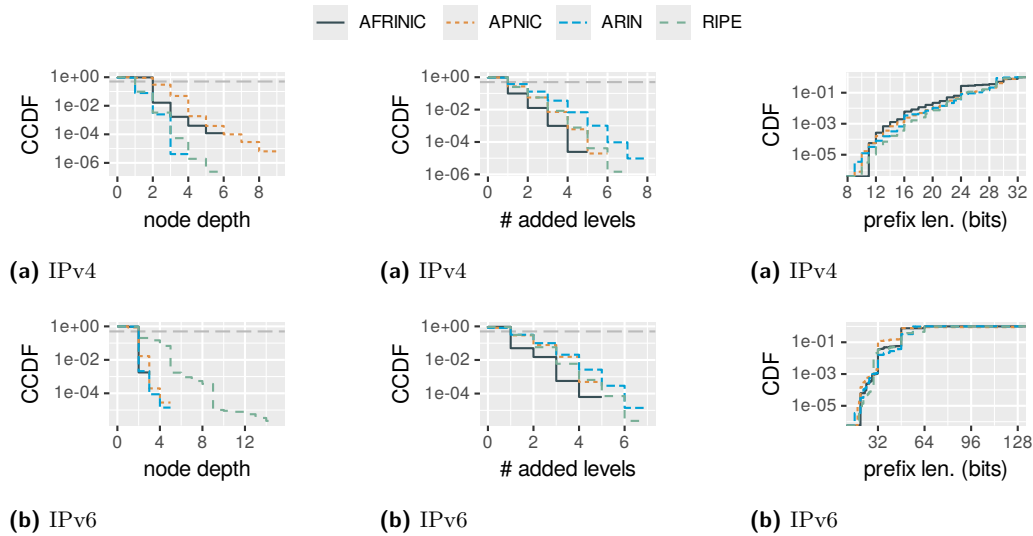 AFRINIC APNIC ARIN RIPE
CCDF
1e+00
1e-02
1e-04
1e-06
0 2 4 6 8
node depth
(a) IPv4
CCDF
1e+00
1e-02
1e-04
1e-06
0 2 4 6 8
# added levels
(a) IPv4
CDF
1e-01
1e-03
1e-05
8 12 16 20 24 28 32
prefix len. (bits)
(a) IPv4
CCDF
1e+00
1e-02
1e-04
0 4 8 12
node depth
(b) IPv6
CCDF
1e+00
1e-02
1e-04
0 2 4 6
# added levels
(b) IPv6
CDF
1e-01
1e-03
1e-05
32 64 96 128
prefix len. (bits)
(b) IPv6